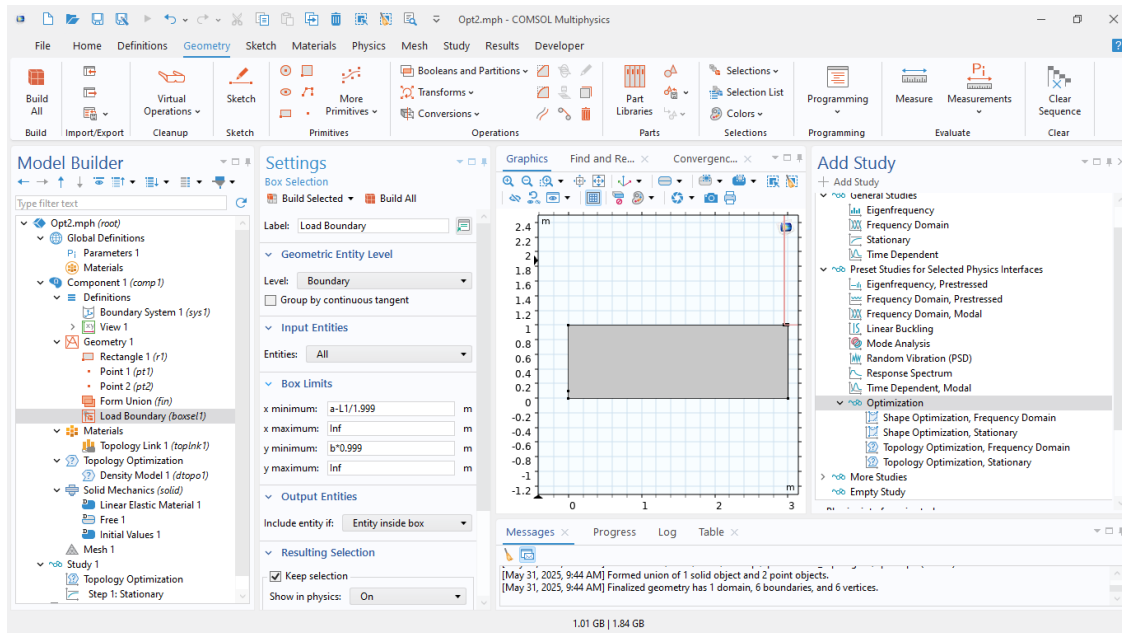 Opt2.mph - COMSOL Multiphysics
File Home Definitions Geometry Sketch Materials Physics Mesh Study Results Developer
Build All
Build
Import/Export
Virtual Operations
Cleanup
Sketch
Sketch
More Primitives
Primitives
Booleans and Partitions
Transforms
Conversions
Operations
Part Libraries
Parts
Selections
Selection List
Colors
Selections
Programming
Programming
Measure Measurements
Evaluate
Clear Sequence
Clear
Model Builder
Type filter text
Opt2.mph (root)
Global Definitions
Parameters 1
Materials
Component 1 (comp1)
Definitions
Boundary System 1 (sys1)
View 1
Geometry 1
Rectangle 1 (r1)
Point 1 (pt1)
Point 2 (pt2)
Form Union (fin)
Load Boundary (boxsel1)
Materials
Topology Link 1 (toplnk1)
Topology Optimization
Density Model 1 (dtopo1)
Solid Mechanics (solid)
Linear Elastic Material 1
Free 1
Initial Values 1
Mesh 1
Study 1
Topology Optimization
Step 1: Stationary
Settings
Box Selection
Build Selected Build All
Label: Load Boundary
Geometric Entity Level
Level: Boundary
Group by continuous tangent
Input Entities
Entities: All
Box Limits
x minimum: a-L1/1.999 m
x maximum: Inf m
y minimum: b*0.999 m
y maximum: Inf m
Output Entities
Include entity if: Entity inside box
Resulting Selection
Keep selection
Show in physics: On
Graphics Find and Re... Convergenc...
m
2.4
2.2
2
1.8
1.6
1.4
1.2
1
0.8
0.6
0.4
0.2
0
-0.2
-0.4
-0.6
-0.8
-1
-1.2
m
0 1 2 3
Messages Progress Log Table
[May 31, 2025, 9:44 AM] Formed union of 1 solid object and 2 point objects.
[May 31, 2025, 9:44 AM] Finalized geometry has 1 domain, 6 boundaries, and 6 vertices.
Add Study
Add Study
General Studies
Eigenfrequency
Frequency Domain
Stationary
Time Dependent
Preset Studies for Selected Physics Interfaces
Eigenfrequency, Prestressed
Frequency Domain, Prestressed
Frequency Domain, Modal
Linear Buckling
Mode Analysis
Random Vibration (PSD)
Response Spectrum
Time Dependent, Modal
Optimization
Shape Optimization, Frequency Domain
Shape Optimization, Stationary
Topology Optimization, Frequency Domain
Topology Optimization, Stationary
More Studies
Empty Study
1.01 GB | 1.84 GB